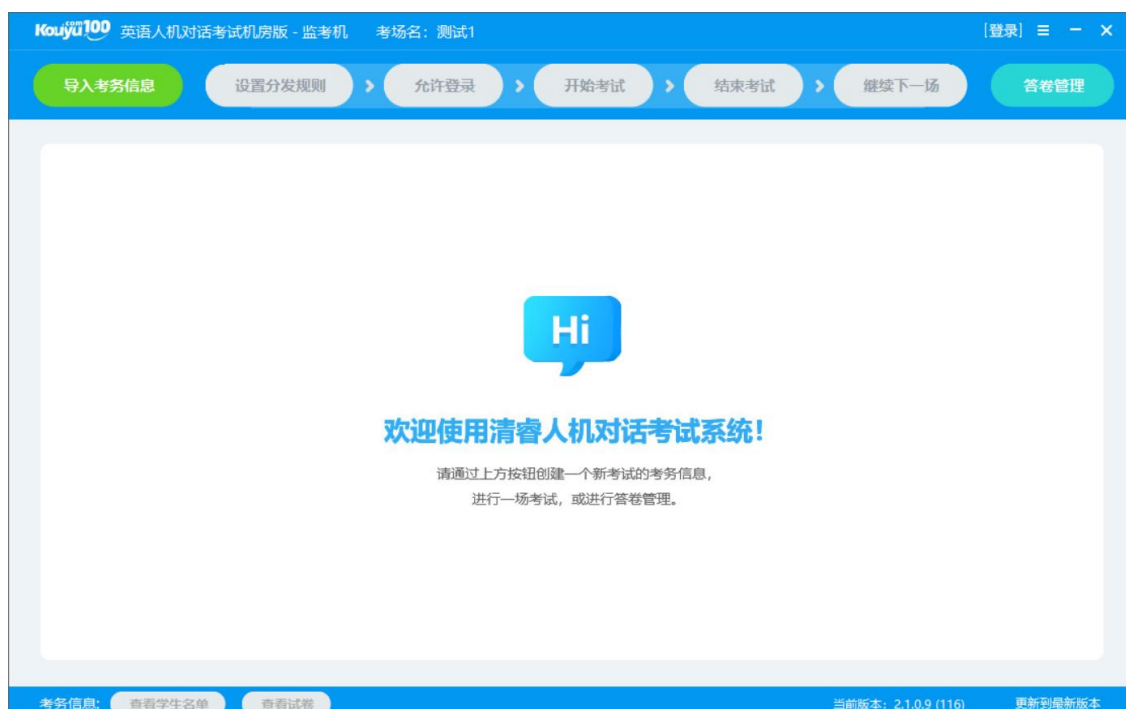 Kouyu100.com 英语人机对话考试机房版 - 监考机 考场名：测试1 [登录]
导入考务信息 设置分发规则 允许登录 开始考试 结束考试 继续下一场 答卷管理
Hi
欢迎使用清睿人机对话考试系统！
请通过上方按钮创建一个新考试的考务信息，
进行一场考试，或进行答卷管理。
考务信息: 查看学生名单 查看试卷 当前版本：2.1.0.9 (116) 更新到最新版本